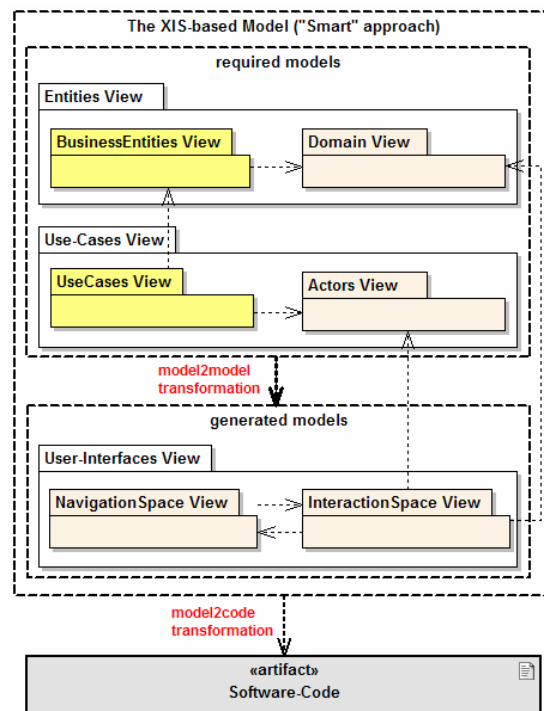 The XIS-based Model ("Smart" approach)
required models
Entities View
BusinessEntities View
Domain View
Use-Cases View
UseCases View
Actors View
model2model
transformation
generated models
User-Interfaces View
NavigationSpace View
InteractionSpace View
model2code
transformation
«artifact»
Software-Code